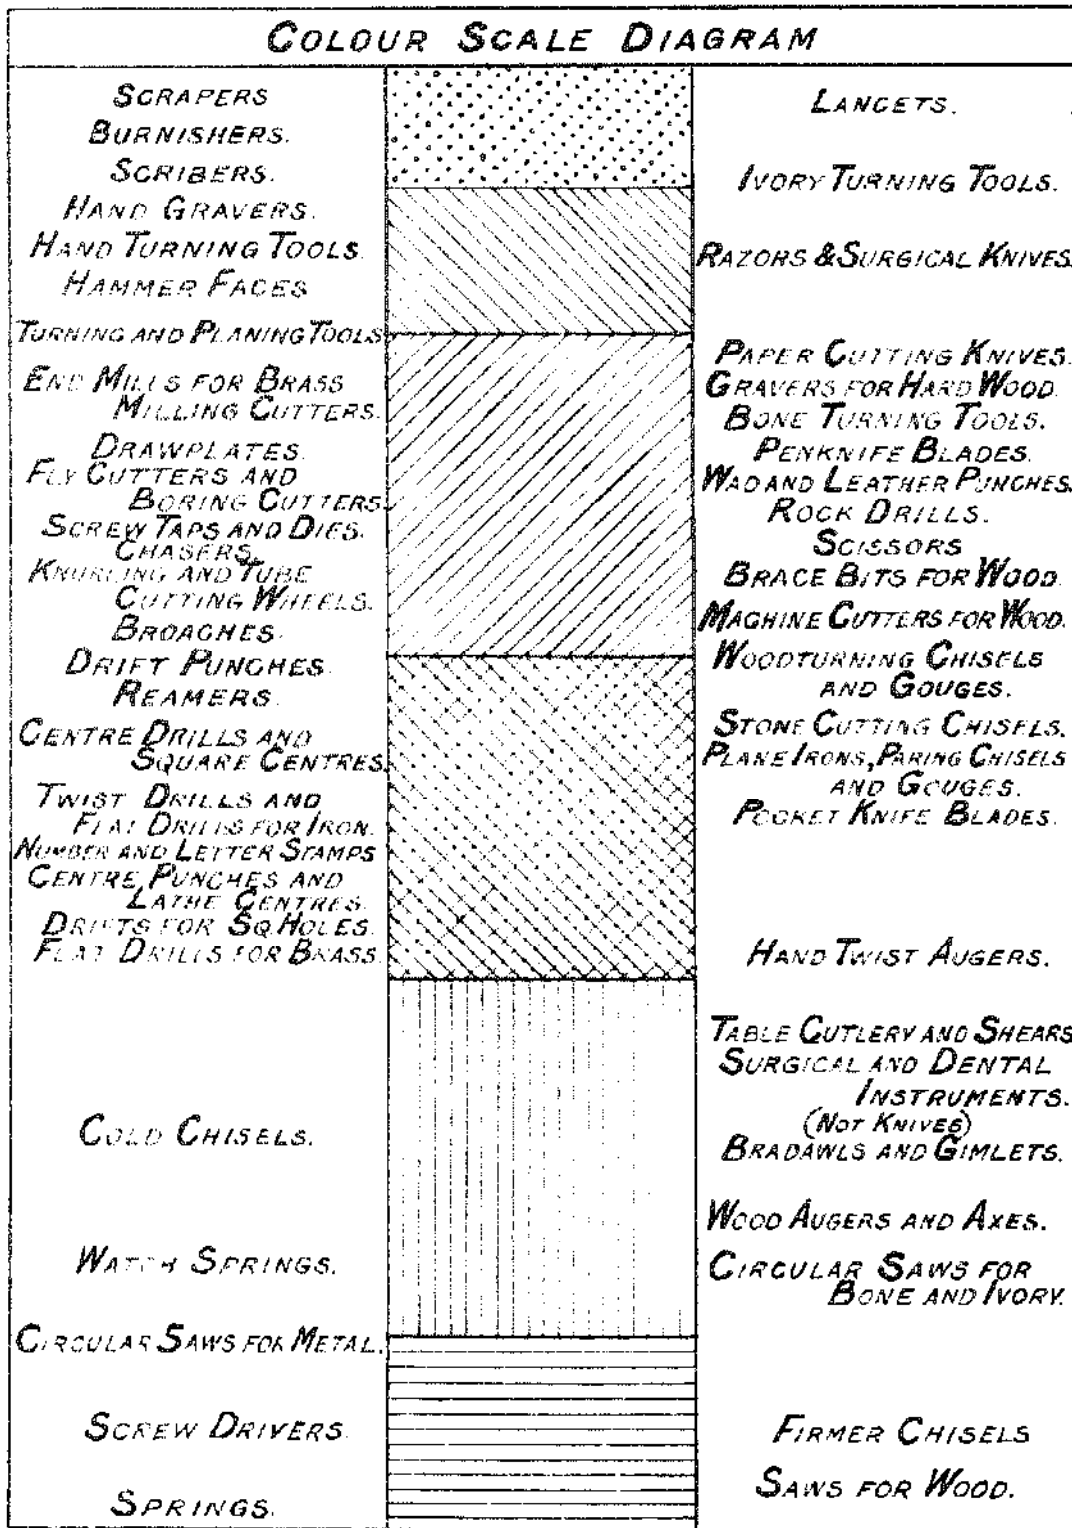 COLOUR SCALE DIAGRAM
SCRAPERS
BURNISHERS.
SCRIBERS.
HAND GRAVERS.
HAND TURNING TOOLS.
HAMMER FACES
TURNING AND PLANING TOOLS
END MILLS FOR BRASS
MILLING CUTTERS.
DRAWPLATES.
FLY CUTTERS AND
BORING CUTTERS
SCREW TAPS AND DIES.
CHASERS.
KNURLING AND TUBE
CUTTING WHEELS.
BROACHES.
DRIFT PUNCHES.
REAMERS.
CENTRE DRILLS AND
SQUARE CENTRES.
TWIST DRILLS AND
FLAT DRILLS FOR IRON.
NUMBER AND LETTER STAMPS
CENTRE PUNCHES AND
LATHE CENTRES.
DRIFTS FOR SQ. HOLES.
FLAT DRILLS FOR BRASS.
COLD CHISELS.
WATCH SPRINGS.
CIRCULAR SAWS FOR METAL.
SCREW DRIVERS.
SPRINGS.
LANCETS.
IVORY TURNING TOOLS.
RAZORS & SURGICAL KNIVES.
PAPER CUTTING KNIVES.
GRAVERS FOR HARD WOOD.
BONE TURNING TOOLS.
PENKNIFE BLADES.
WAD AND LEATHER PUNCHES.
ROCK DRILLS.
SCISSORS
BRACE BITS FOR WOOD.
MACHINE CUTTERS FOR WOOD.
WOODTURNING CHISELS
AND GOUGES.
STONE CUTTING CHISELS.
PLANE IRONS, PARING CHISELS
AND GOUGES.
POCKET KNIFE BLADES.
HAND TWIST AUGERS.
TABLE CUTLERY AND SHEARS
SURGICAL AND DENTAL
INSTRUMENTS.
(NOT KNIVES)
BRADAWLS AND GIMLETS.
WOOD AUGERS AND AXES.
CIRCULAR SAWS FOR
BONE AND IVORY.
FIRMER CHISELS
SAWS FOR WOOD.